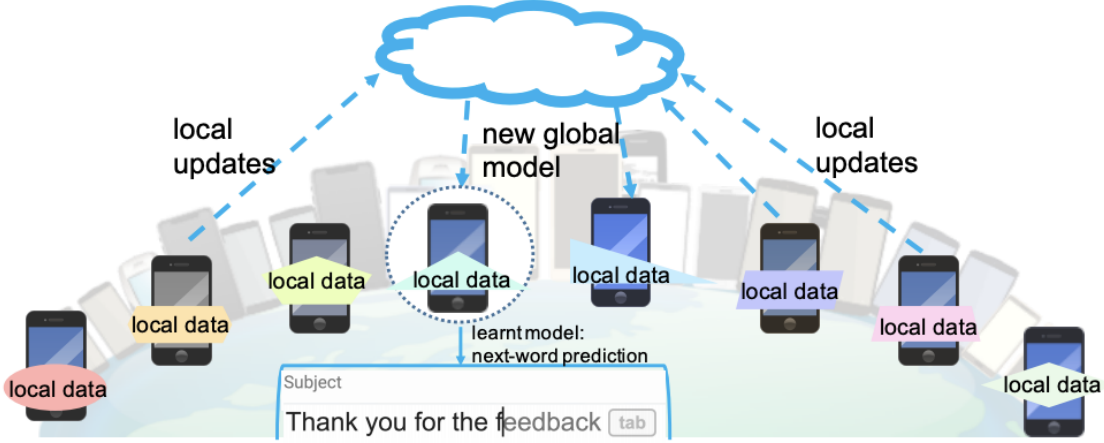 local
updates
new global
model
local
updates
local data
local data
local data
local data
local data
local data
local data
local data
learnt model:
next-word prediction
Subject
Thank you for the feedback tab